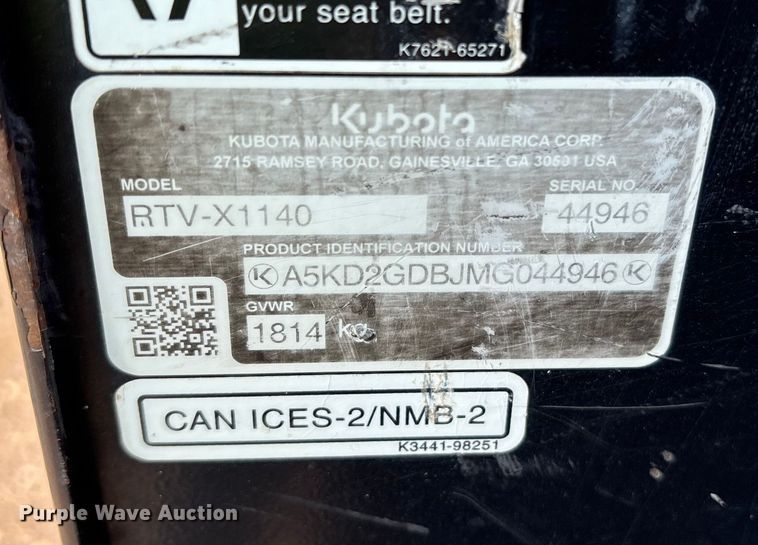 your seat belt.
K7621-65271
Kubota
KUBOTA MANUFACTURING of AMERICA CORP.
2715 RAMSEY ROAD, GAINESVILLE, GA 30501 USA
MODEL
SERIAL NO.
RTV-X1140
44946
PRODUCT IDENTIFICATION NUMBER
K A5KD2GDBJMG044946 K
GVWR
1814 kg
CAN ICES-2/NMB-2
K3441-98251
Purple Wave Auction